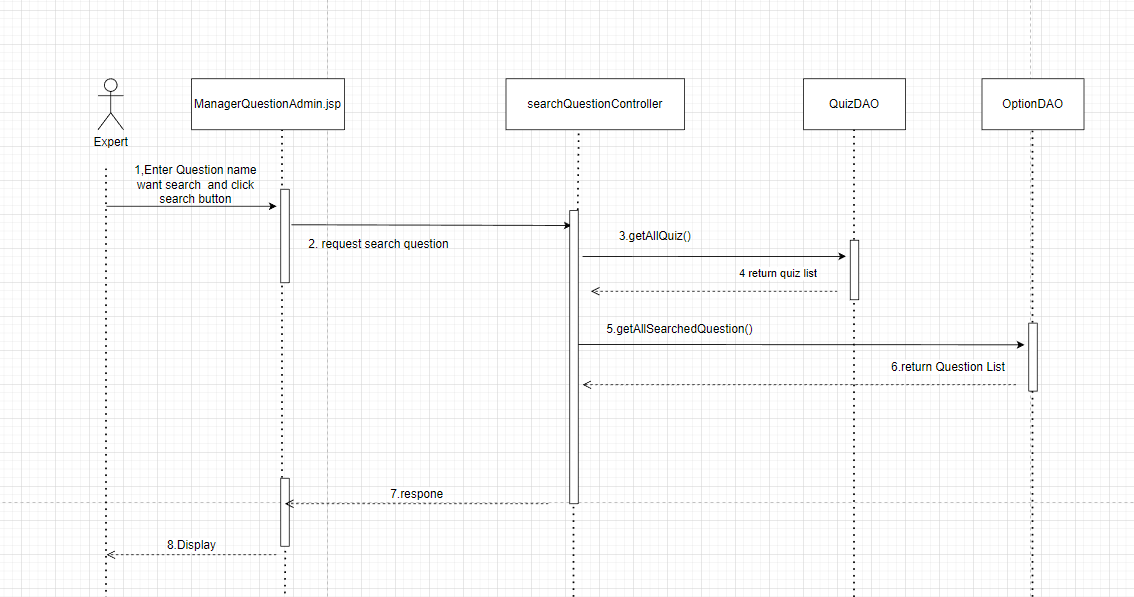 ManagerQuestionAdmin.jsp
searchQuestionController
QuizDAO
OptionDAO
Expert
1,Enter Question name
want search and click
search button
2. request search question
3.getAllQuiz()
4 return quiz list
5.getAllSearchedQuestion()
6.return Question List
7.respone
8.Display